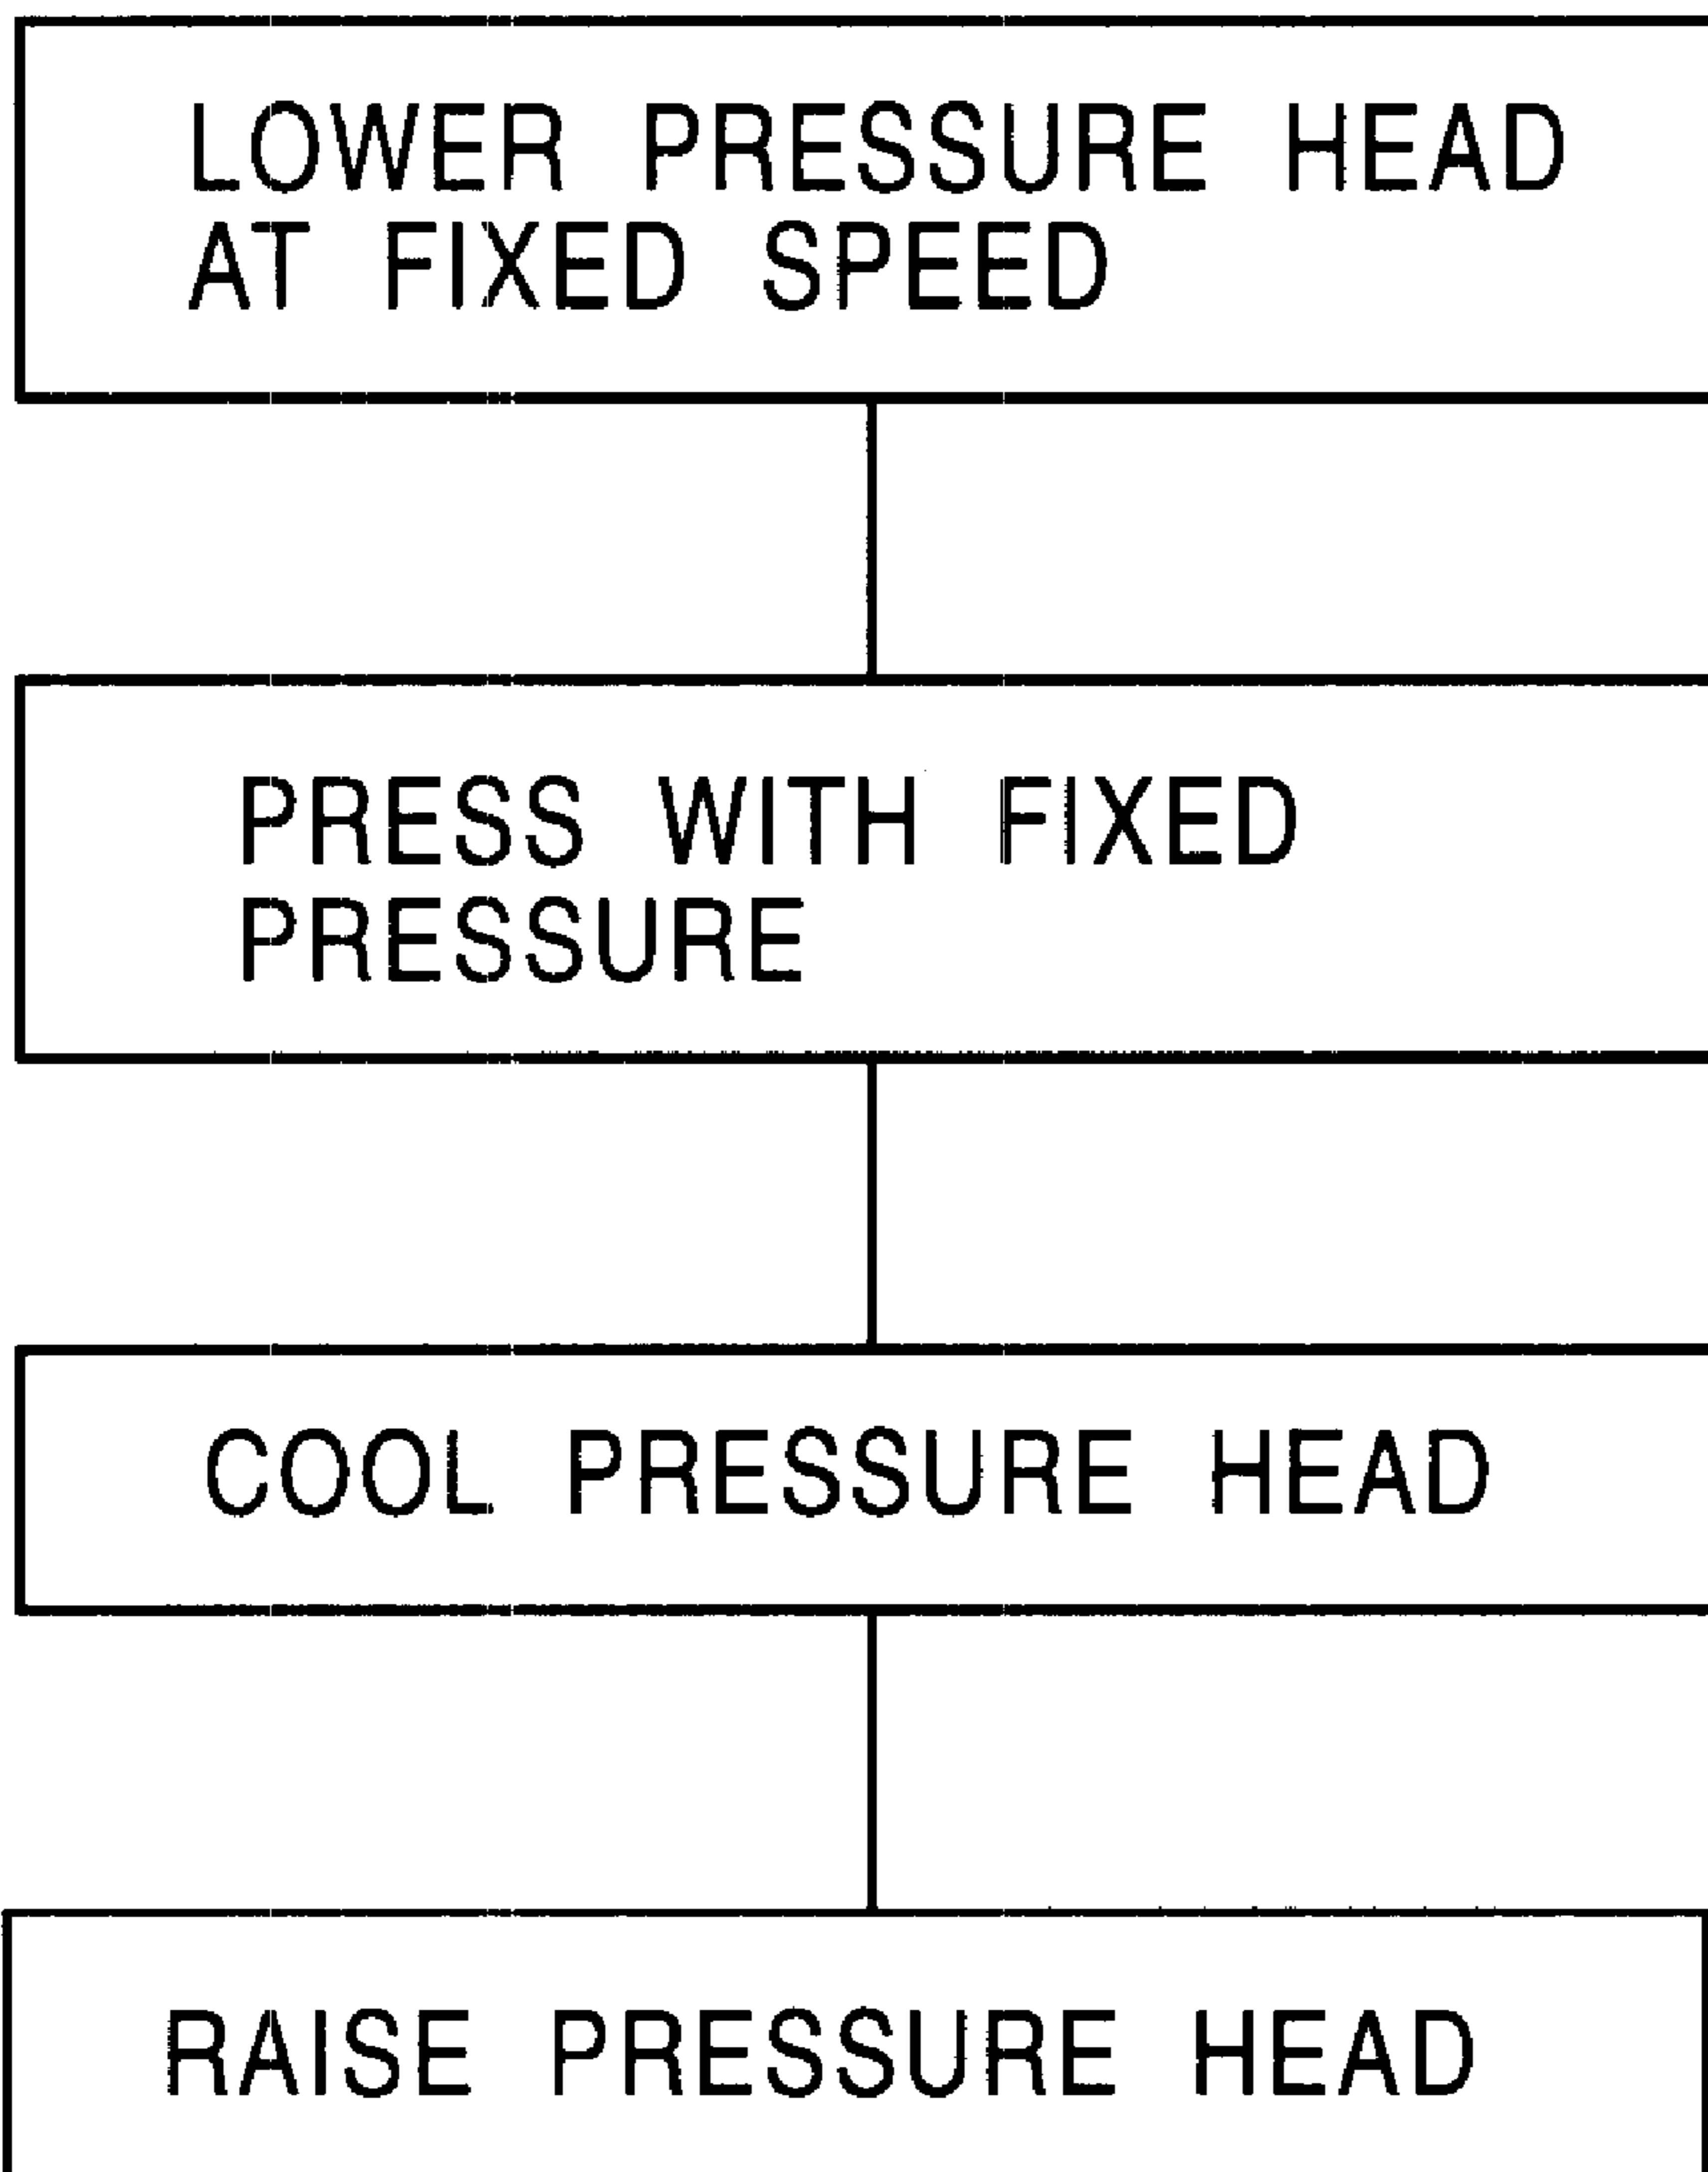 LOWER PRESSURE HEAD
AT FIXED SPEED
PRESS WITH FIXED
PRESSURE
COOL PRESSURE HEAD
RAISE PRESSURE HEAD